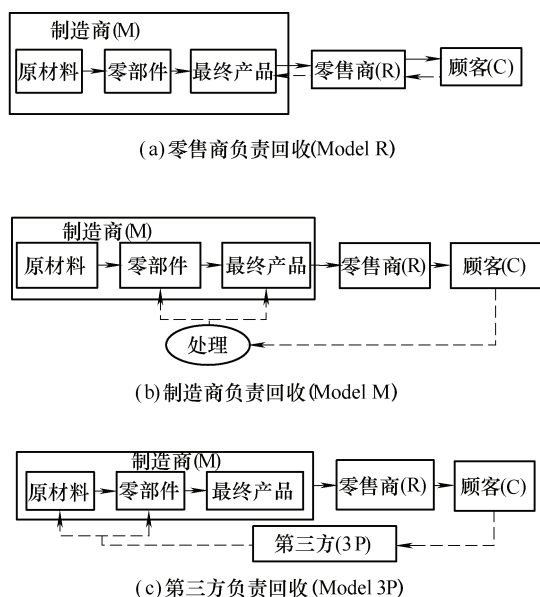 制造商(M)
原材料 零部件 最终产品 零售商(R) 顾客(C)
(a)零售商负责回收(Model R)
制造商(M)
原材料 零部件 最终产品 零售商(R) 顾客(C)
处理
(b)制造商负责回收(Model M)
制造商(M)
原材料 零部件 最终产品 零售商(R) 顾客(C)
第三方(3P)
(c)第三方负责回收(Model 3P)